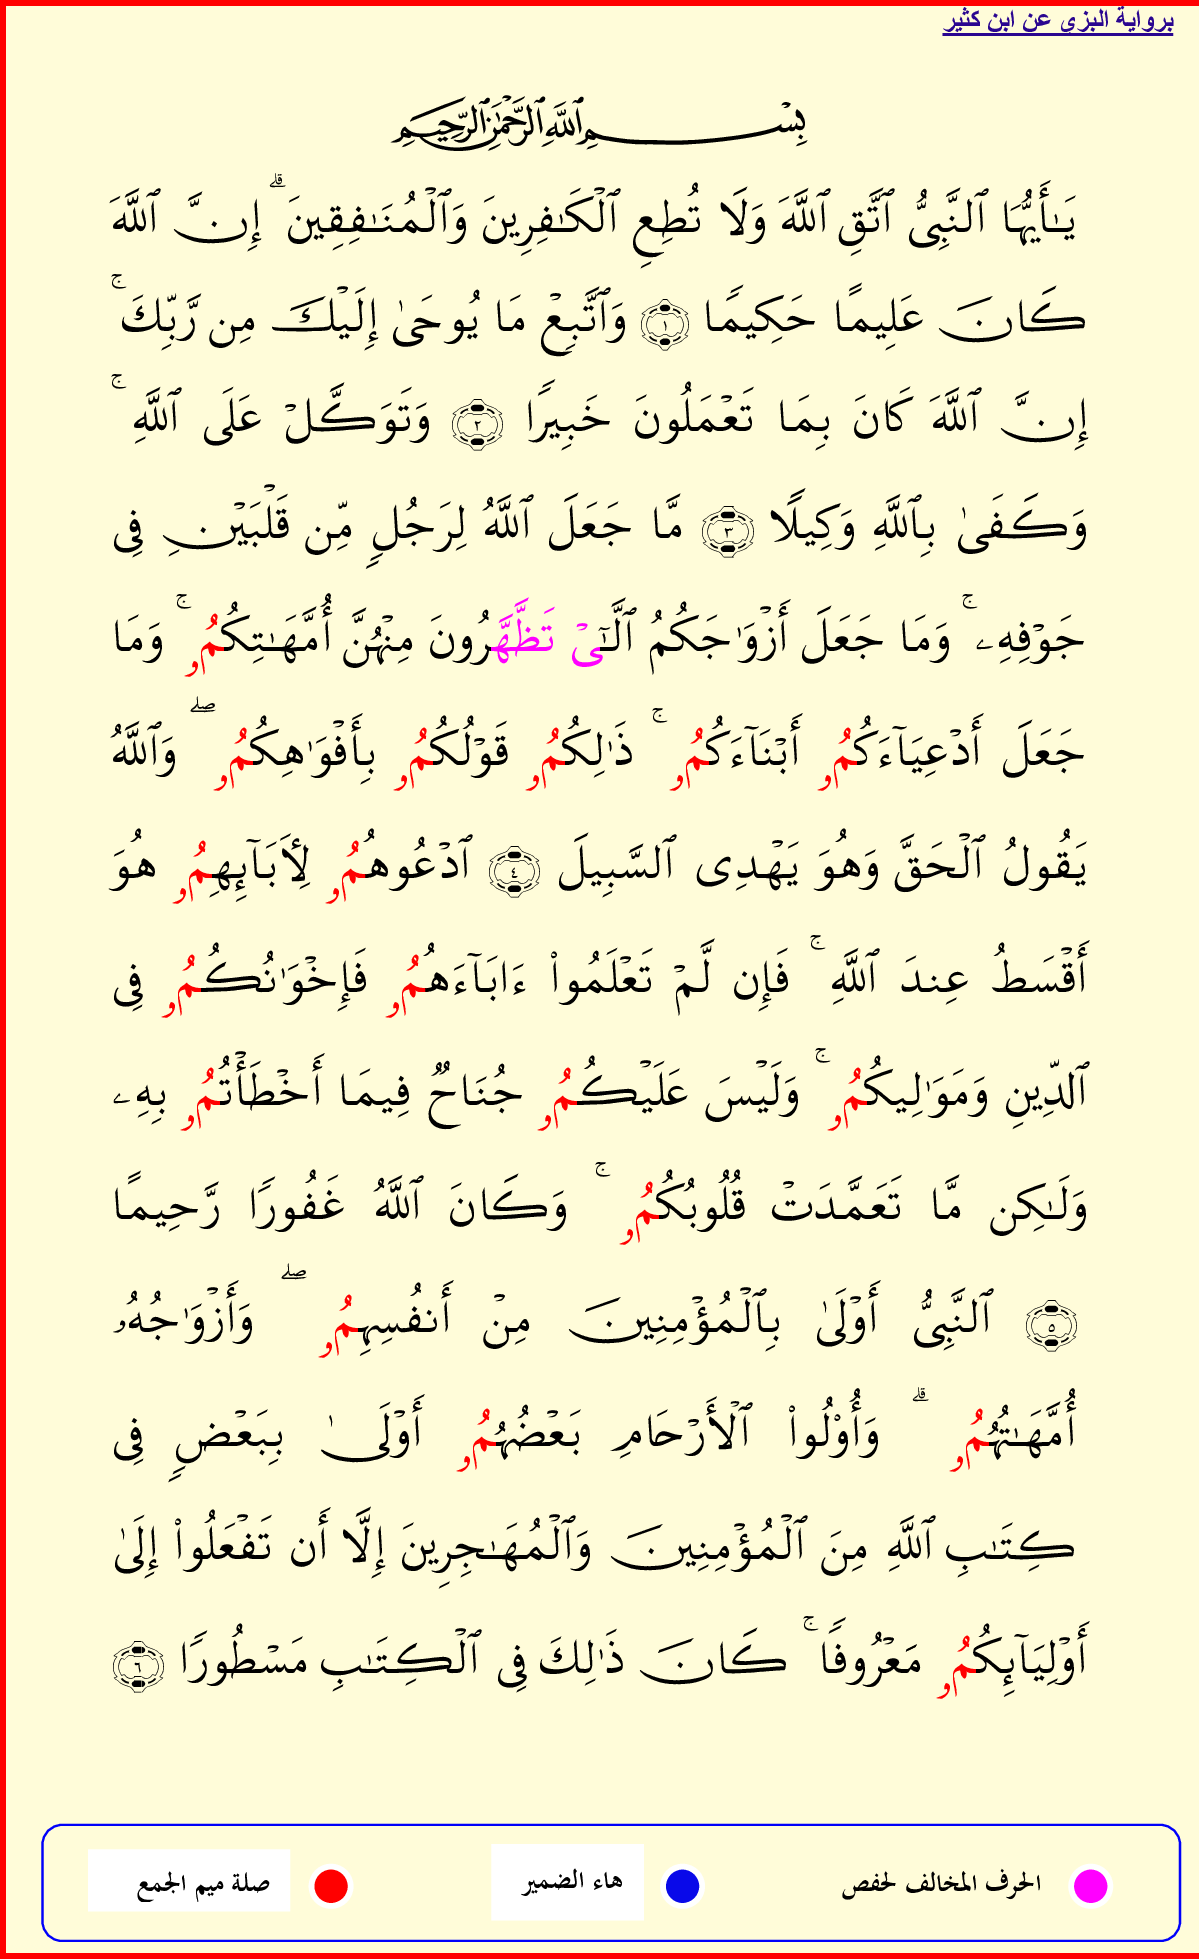 برواية البزى عن ابن كثير
بِسْمِ ٱللَّهِ ٱلرَّحْمَٰنِ ٱلرَّحِيمِ
يَـٰٓأَيُّهَا ٱلنَّبِىُّ ٱتَّقِ ٱللَّهَ وَلَا تُطِعِ ٱلْكَـٰفِرِينَ وَٱلْمُنَـٰفِقِينَ ۗ إِنَّ ٱللَّهَ
كَانَ عَلِيمًا حَكِيمًا ١ وَٱتَّبِعْ مَا يُوحَىٰ إِلَيْكَ مِن رَّبِّكَ ۚ
إِنَّ ٱللَّهَ كَانَ بِمَا تَعْمَلُونَ خَبِيرًا ٢ وَتَوَكَّلْ عَلَى ٱللَّهِ ۚ
وَكَفَىٰ بِٱللَّهِ وَكِيلًا ٣ مَّا جَعَلَ ٱللَّهُ لِرَجُلٍ مِّن قَلْبَيْنِ فِى
جَوْفِهِۦ ۚ وَمَا جَعَلَ أَزْوَٰجَكُمُ ٱلَّـٰٓىْ تَظَّهَّرُونَ مِنْهُنَّ أُمَّهَـٰتِكُمُۥ ۚ وَمَا
جَعَلَ أَدْعِيَآءَكُمُۥ أَبْنَآءَكُمُۥ ۚ ذَٰلِكُمُۥ قَوْلُكُمُۥ بِأَفْوَٰهِكُمُۥ ۖ وَٱللَّهُ
يَقُولُ ٱلْحَقَّ وَهُوَ يَهْدِى ٱلسَّبِيلَ ٤ ٱدْعُوهُمُۥ لِأَبَآئِهِمُۥ هُوَ
أَقْسَطُ عِندَ ٱللَّهِ ۚ فَإِن لَّمْ تَعْلَمُوا۟ ءَابَآءَهُمُۥ فَإِخْوَٰنُكُمُۥ فِى
ٱلدِّينِ وَمَوَٰلِيكُمُۥ ۚ وَلَيْسَ عَلَيْكُمُۥ جُنَاحٌ فِيمَا أَخْطَأْتُمُۥ بِهِۦ
وَلَـٰكِن مَّا تَعَمَّدَتْ قُلُوبُكُمُۥ ۚ وَكَانَ ٱللَّهُ غَفُورًا رَّحِيمًا
٥ ٱلنَّبِىُّ أَوْلَىٰ بِٱلْمُؤْمِنِينَ مِنْ أَنفُسِهِمُۥ ۖ وَأَزْوَٰجُهُۥ
أُمَّهَـٰتُهُمُۥ ۗ وَأُوْلُوا۟ ٱلْأَرْحَامِ بَعْضُهُمُۥ أَوْلَىٰ بِبَعْضٍ فِى
كِتَـٰبِ ٱللَّهِ مِنَ ٱلْمُؤْمِنِينَ وَٱلْمُهَـٰجِرِينَ إِلَّا أَن تَفْعَلُوا۟ إِلَىٰ
أَوْلِيَآئِكُمُۥ مَعْرُوفًا ۚ كَانَ ذَٰلِكَ فِى ٱلْكِتَـٰبِ مَسْطُورًا ٦
الحرف المخالف لحفص هاء الضمير صلة ميم الجمع